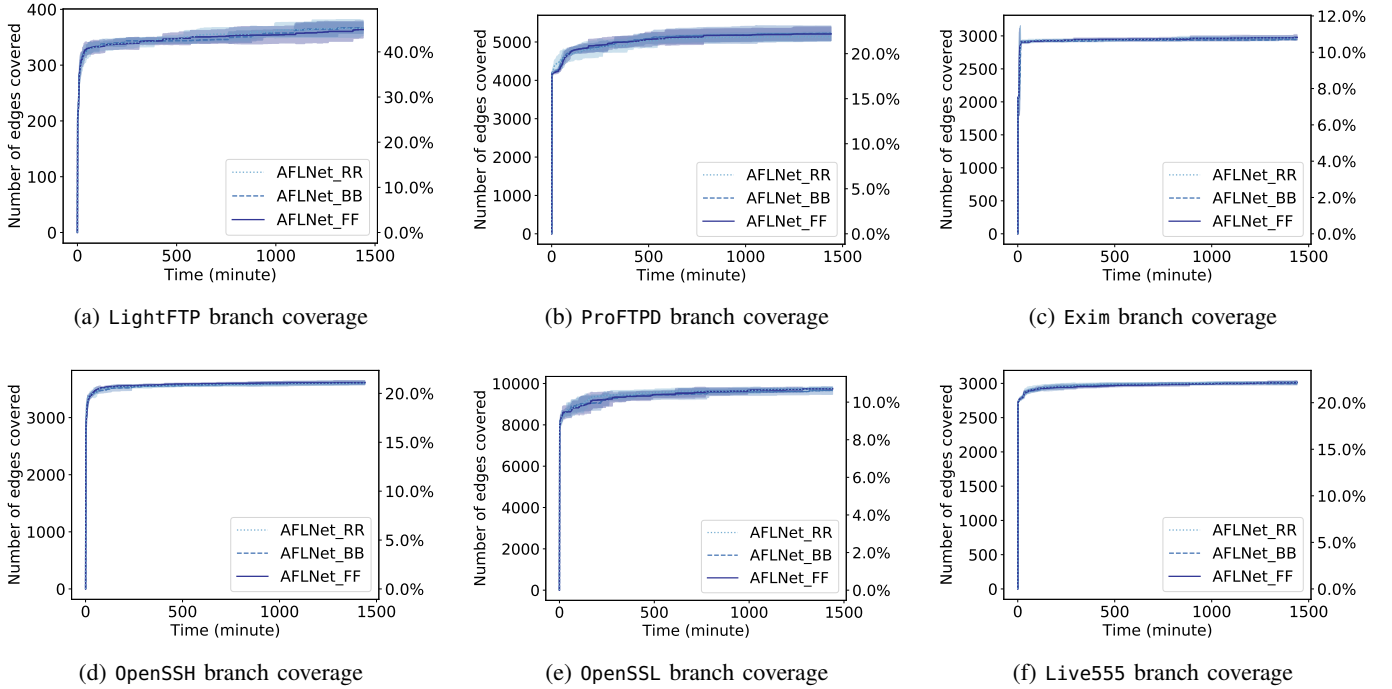 400
300
200
100
0
Number of edges covered
40.0%
30.0%
20.0%
10.0%
0.0%
AFLNet_RR
AFLNet_BB
AFLNet_FF
0 500 1000 1500
Time (minute)
(a) LightFTP branch coverage
5000
4000
3000
2000
1000
0
Number of edges covered
20.0%
15.0%
10.0%
5.0%
0.0%
AFLNet_RR
AFLNet_BB
AFLNet_FF
0 500 1000 1500
Time (minute)
(b) ProFTPD branch coverage
3000
2500
2000
1500
1000
500
0
Number of edges covered
12.0%
10.0%
8.0%
6.0%
4.0%
2.0%
0.0%
AFLNet_RR
AFLNet_BB
AFLNet_FF
0 500 1000 1500
Time (minute)
(c) Exim branch coverage
3000
2000
1000
0
Number of edges covered
20.0%
15.0%
10.0%
5.0%
0.0%
AFLNet_RR
AFLNet_BB
AFLNet_FF
0 500 1000 1500
Time (minute)
(d) OpenSSH branch coverage
10000
8000
6000
4000
2000
0
Number of edges covered
10.0%
8.0%
6.0%
4.0%
2.0%
0.0%
AFLNet_RR
AFLNet_BB
AFLNet_FF
0 500 1000 1500
Time (minute)
(e) OpenSSL branch coverage
3000
2500
2000
1500
1000
500
0
Number of edges covered
20.0%
15.0%
10.0%
5.0%
0.0%
AFLNet_RR
AFLNet_BB
AFLNet_FF
0 500 1000 1500
Time (minute)
(f) Live555 branch coverage